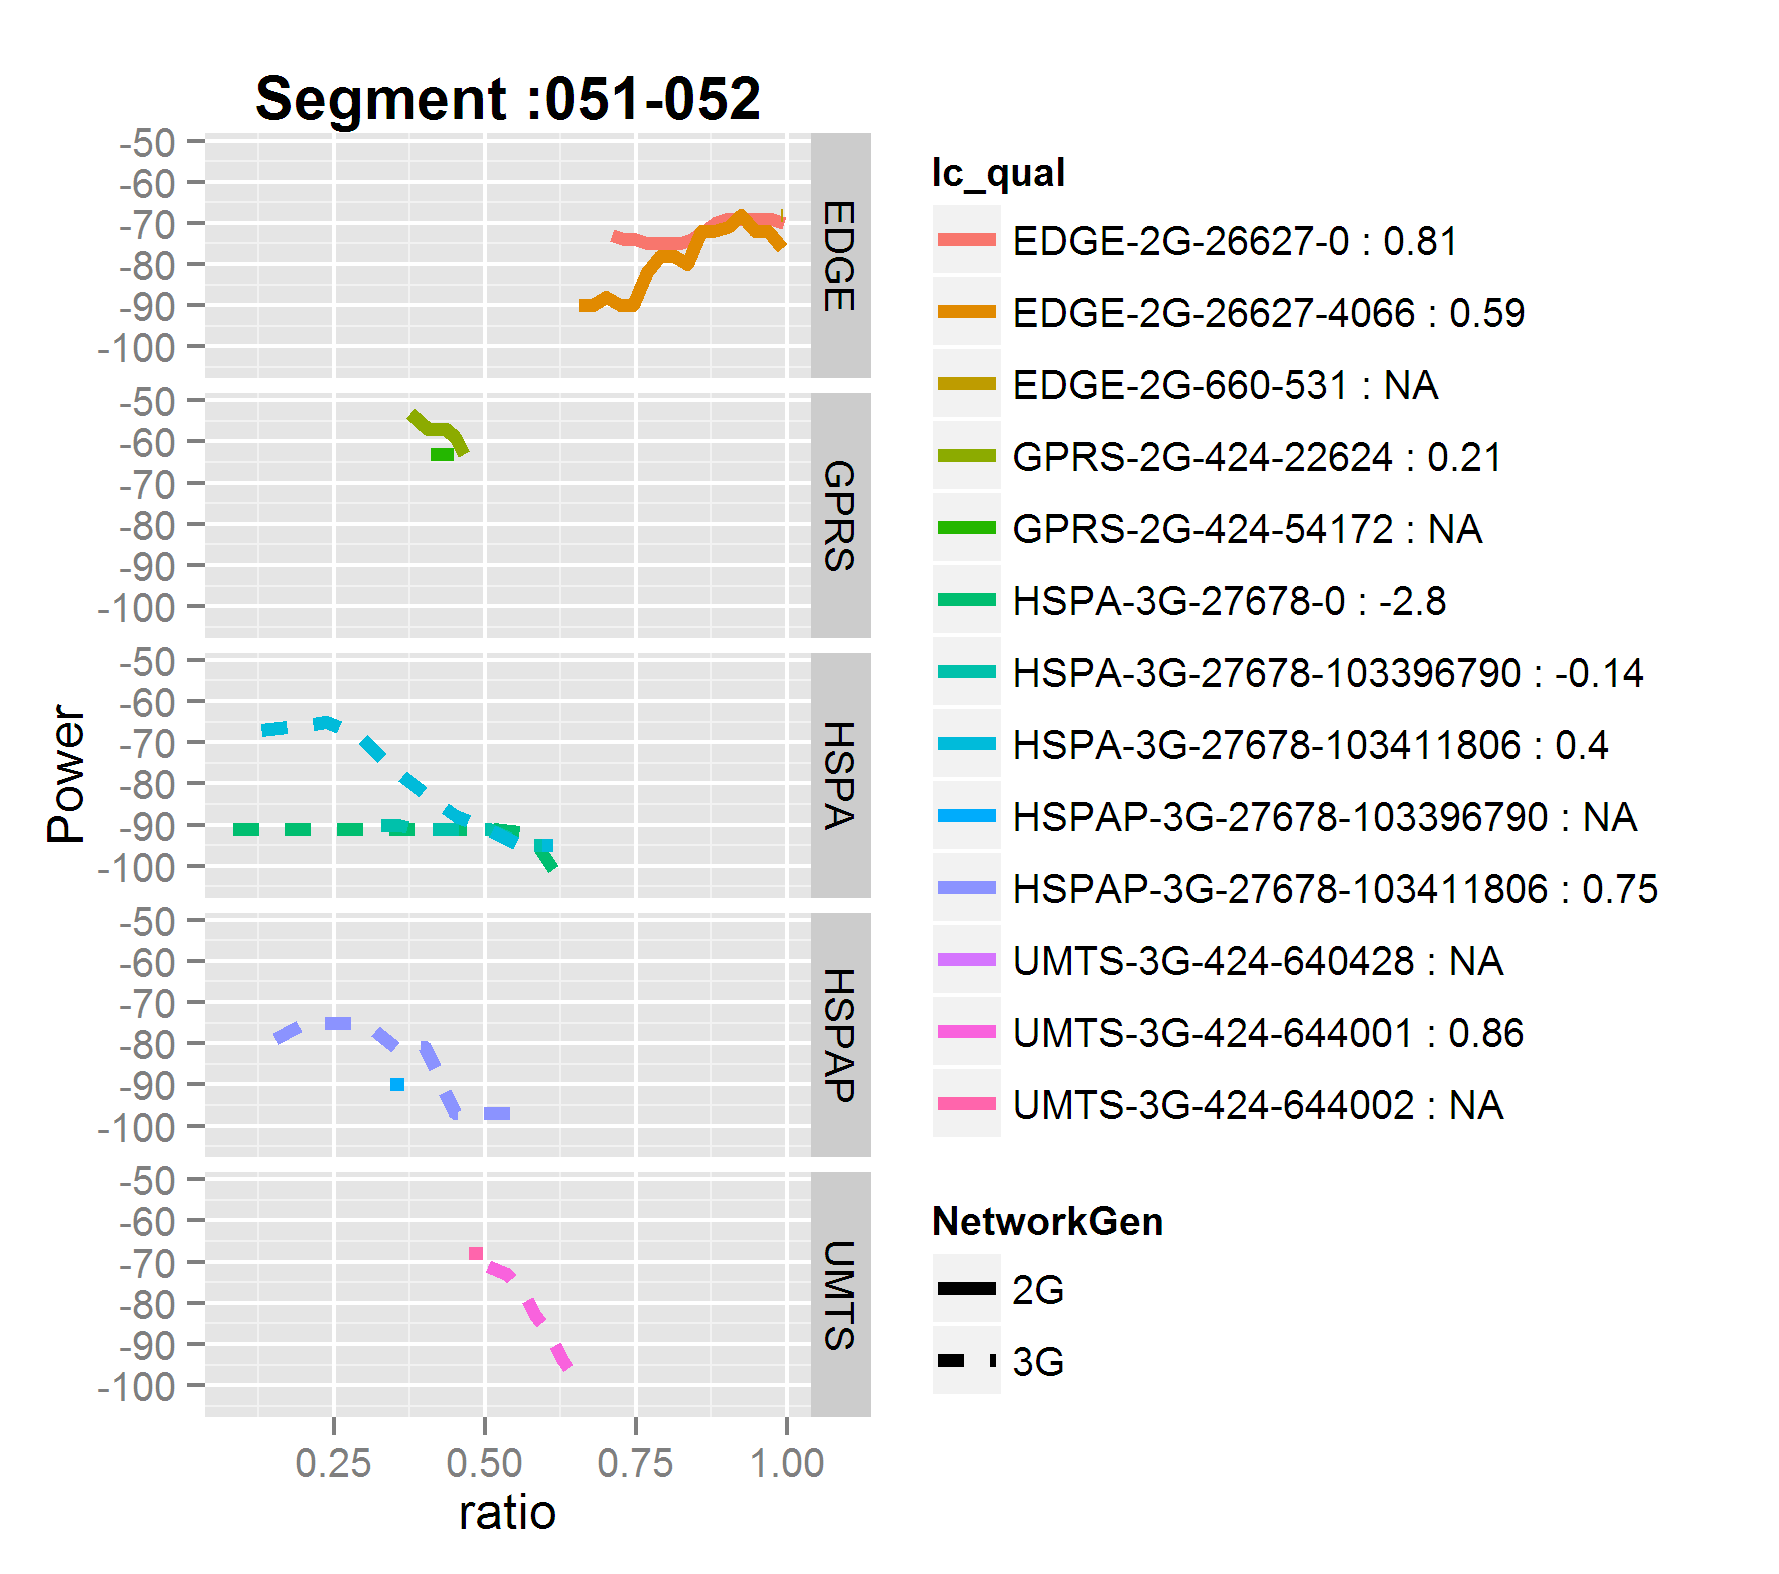 Segment :051-052
Power
-50
-60
-70
-80
-90
-100
EDGE
-50
-60
-70
-80
-90
-100
GPRS
-50
-60
-70
-80
-90
-100
HSPA
-50
-60
-70
-80
-90
-100
HSPAP
-50
-60
-70
-80
-90
-100
UMTS
0.25 0.50 0.75 1.00
ratio
lc_qual
EDGE-2G-26627-0 : 0.81
EDGE-2G-26627-4066 : 0.59
EDGE-2G-660-531 : NA
GPRS-2G-424-22624 : 0.21
GPRS-2G-424-54172 : NA
HSPA-3G-27678-0 : -2.8
HSPA-3G-27678-103396790 : -0.14
HSPA-3G-27678-103411806 : 0.4
HSPAP-3G-27678-103396790 : NA
HSPAP-3G-27678-103411806 : 0.75
UMTS-3G-424-640428 : NA
UMTS-3G-424-644001 : 0.86
UMTS-3G-424-644002 : NA
NetworkGen
2G
3G